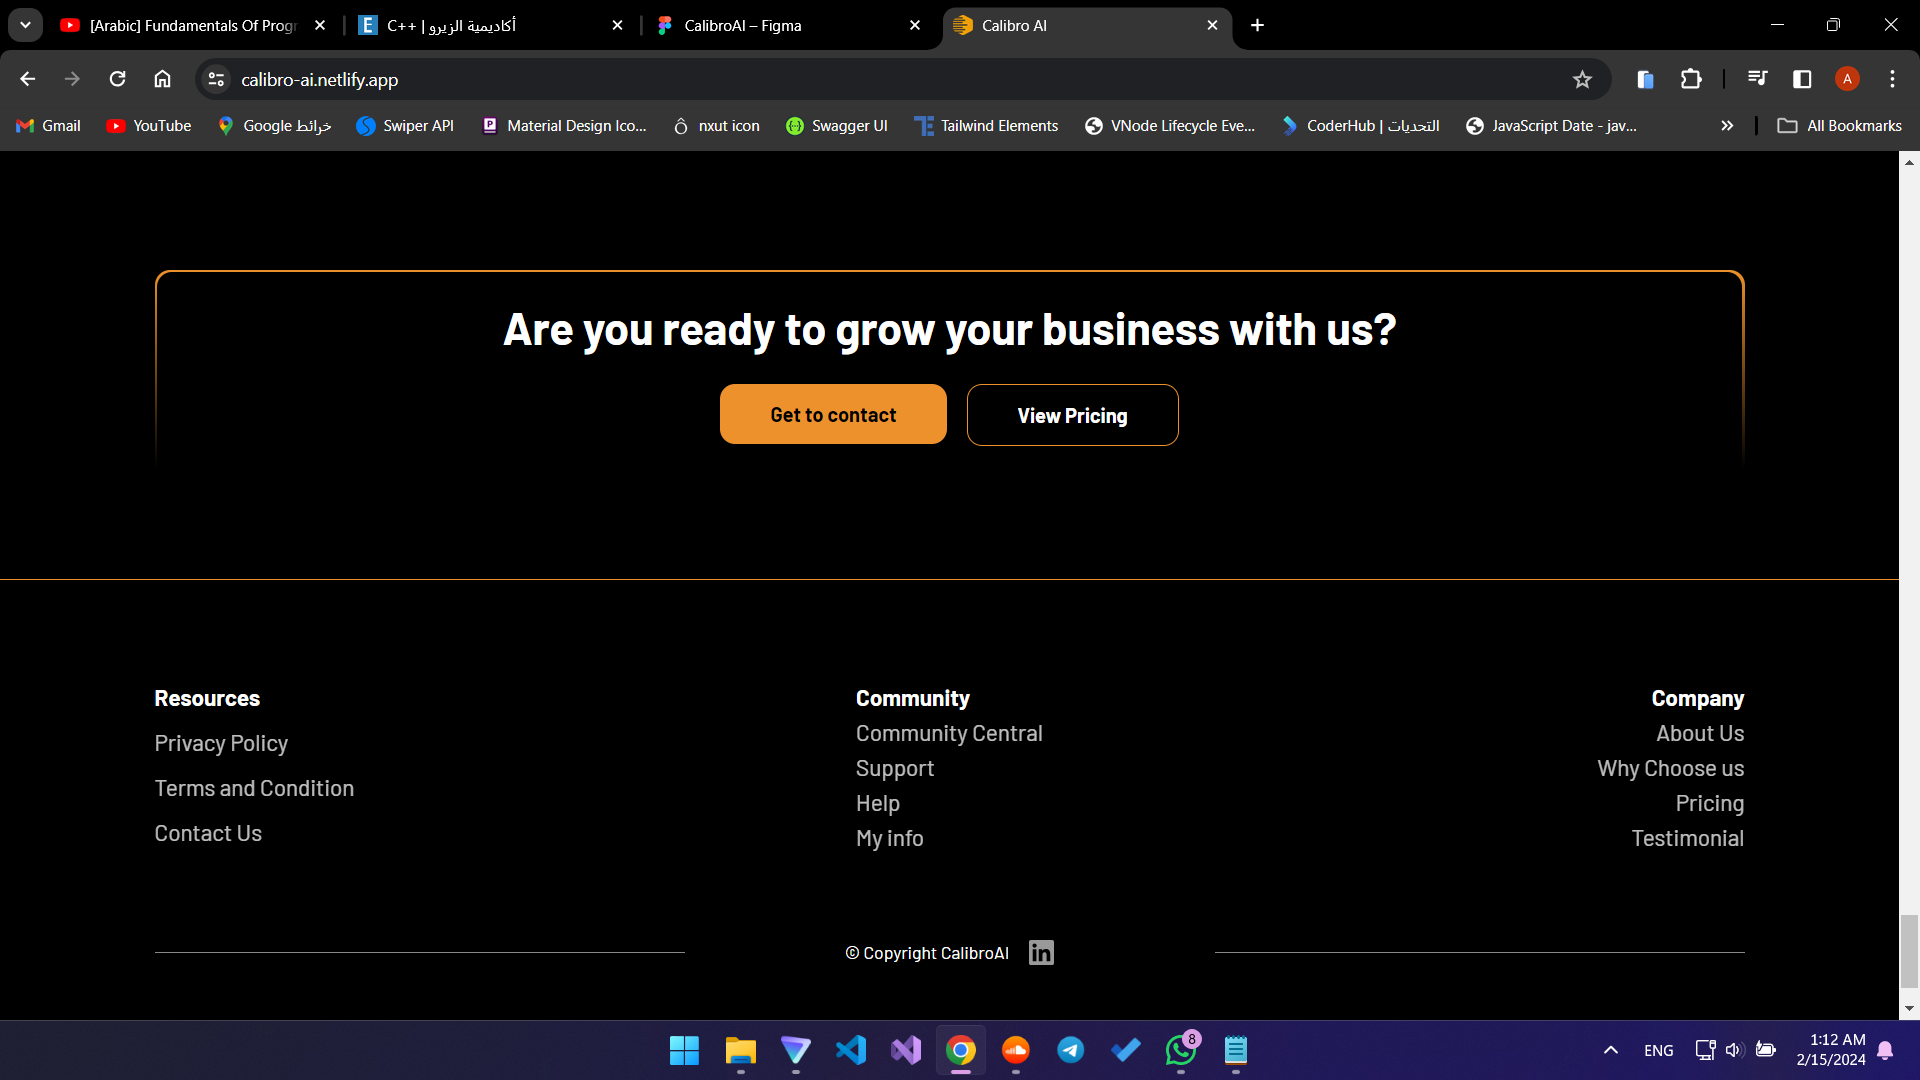 [Arabic] Fundamentals Of Progr
C++ | أكاديمية الزيرو
CalibroAI – Figma
Calibro AI
calibro-ai.netlify.app
A
Gmail
YouTube
خرائط Google
Swiper API
Material Design Ico...
nxut icon
Swagger UI
Tailwind Elements
VNode Lifecycle Eve...
CoderHub | التحديات
JavaScript Date - jav...
All Bookmarks
Are you ready to grow your business with us?
Get to contact
View Pricing
Resources
Privacy Policy
Terms and Condition
Contact Us
Community
Community Central
Support
Help
My info
Company
About Us
Why Choose us
Pricing
Testimonial
© Copyright CalibroAI
in
8
ENG
1:12 AM
2/15/2024